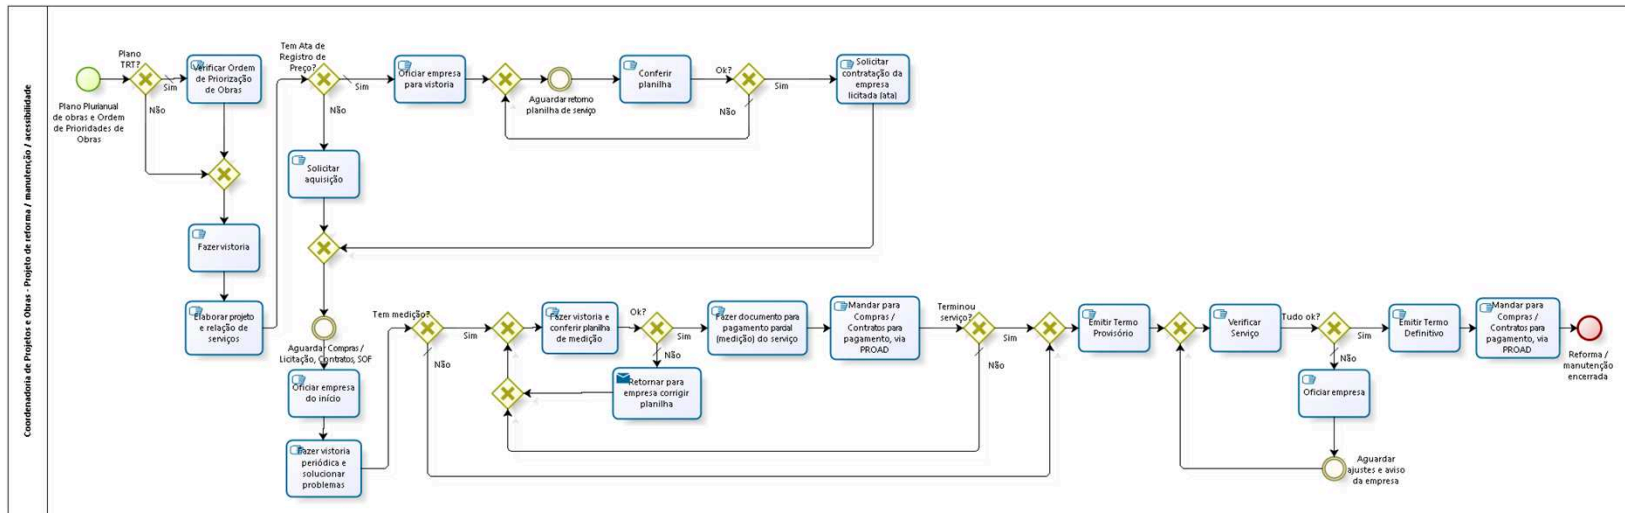 Coordenadoria de Projetos e Obras - Projeto de reforma / manutenção / acessibilidade
Plano Plurianual
de obras e Ordem
de Prioridades de
Obras
Plano
TRT?
Sim
Não
Verificar Ordem
de Priorização
de Obras
Fazer vistoria
Elaborar projeto
e relação de
serviços
Tem Ata de
Registro de
Preço?
Sim
Não
Oficiar empresa
para vistoria
Aguardar retorno
planilha de serviço
Conferir
planilha
Ok?
Sim
Não
Solicitar
contratação da
empresa
licitada (ata)
Solicitar
aquisição
Aguardar Compras /
Licitação, Contratos, SOF
Oficiar empresa
do início
Fazer vistoria
periódica e
solucionar
problemas
Tem medição?
Sim
Não
Fazer vistoria e
conferir planilha
de medição
Ok?
Sim
Não
Retornar para
empresa corrigir
planilha
Fazer documento para
pagamento parcial
(medição) do serviço
Mandar para
Compras /
Contratos para
pagamento, via
PROAD
Terminou
serviço?
Sim
Não
Emitir Termo
Provisório
Verificar
Serviço
Tudo ok?
Sim
Não
Oficiar empresa
Aguardar
ajustes e aviso
da empresa
Emitir Termo
Definitivo
Mandar para
Compras /
Contratos para
pagamento, via
PROAD
Reforma /
manutenção
encerrada